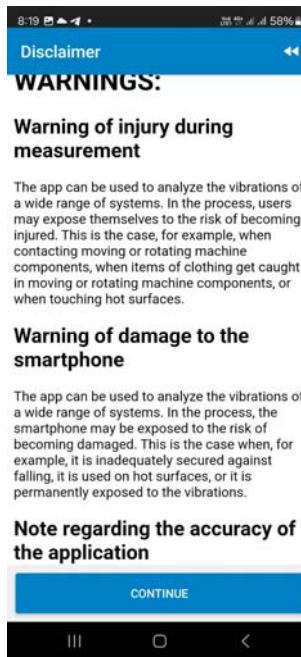 8:19
58%
Disclaimer
WARNINGS:
Warning of injury during
measurement
The app can be used to analyze the vibrations of
a wide range of systems. In the process, users
may expose themselves to the risk of becoming
injured. This is the case, for example, when
contacting moving or rotating machine
components, when items of clothing get caught
in moving or rotating machine components, or
when touching hot surfaces.
Warning of damage to the
smartphone
The app can be used to analyze the vibrations of
a wide range of systems. In the process, the
smartphone may be exposed to the risk of
becoming damaged. This is the case when, for
example, it is inadequately secured against
falling, it is used on hot surfaces, or it is
permanently exposed to the vibrations.
Note regarding the accuracy of
the application
CONTINUE